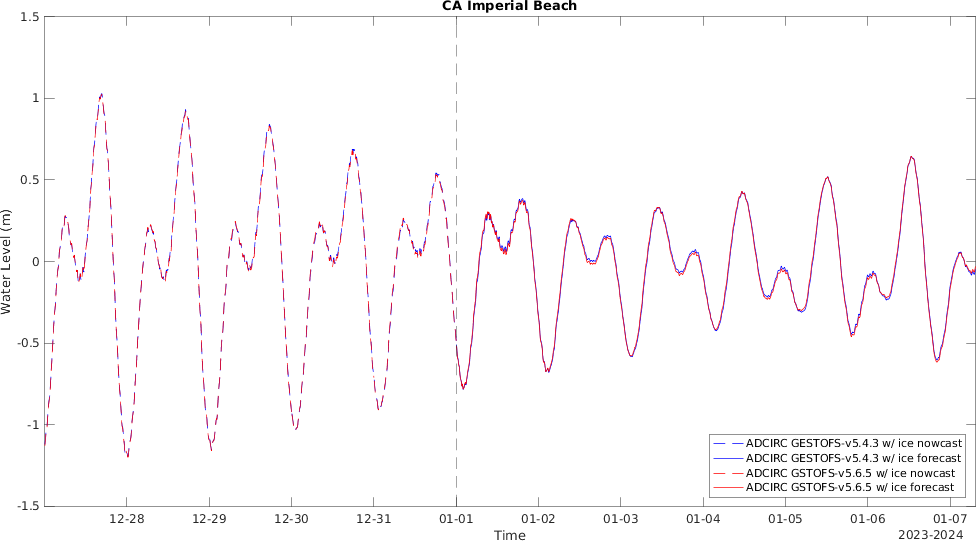 CA Imperial Beach
1.5
1
0.5
0
-0.5
-1
-1.5
Water Level (m)
12-28
12-29
12-30
12-31
01-01
01-02
01-03
01-04
01-05
01-06
01-07
Time
2023-2024
ADCIRC GESTOFS-v5.4.3 w/ ice nowcast
ADCIRC GESTOFS-v5.4.3 w/ ice forecast
ADCIRC GSTOFS-v5.6.5 w/ ice nowcast
ADCIRC GSTOFS-v5.6.5 w/ ice forecast